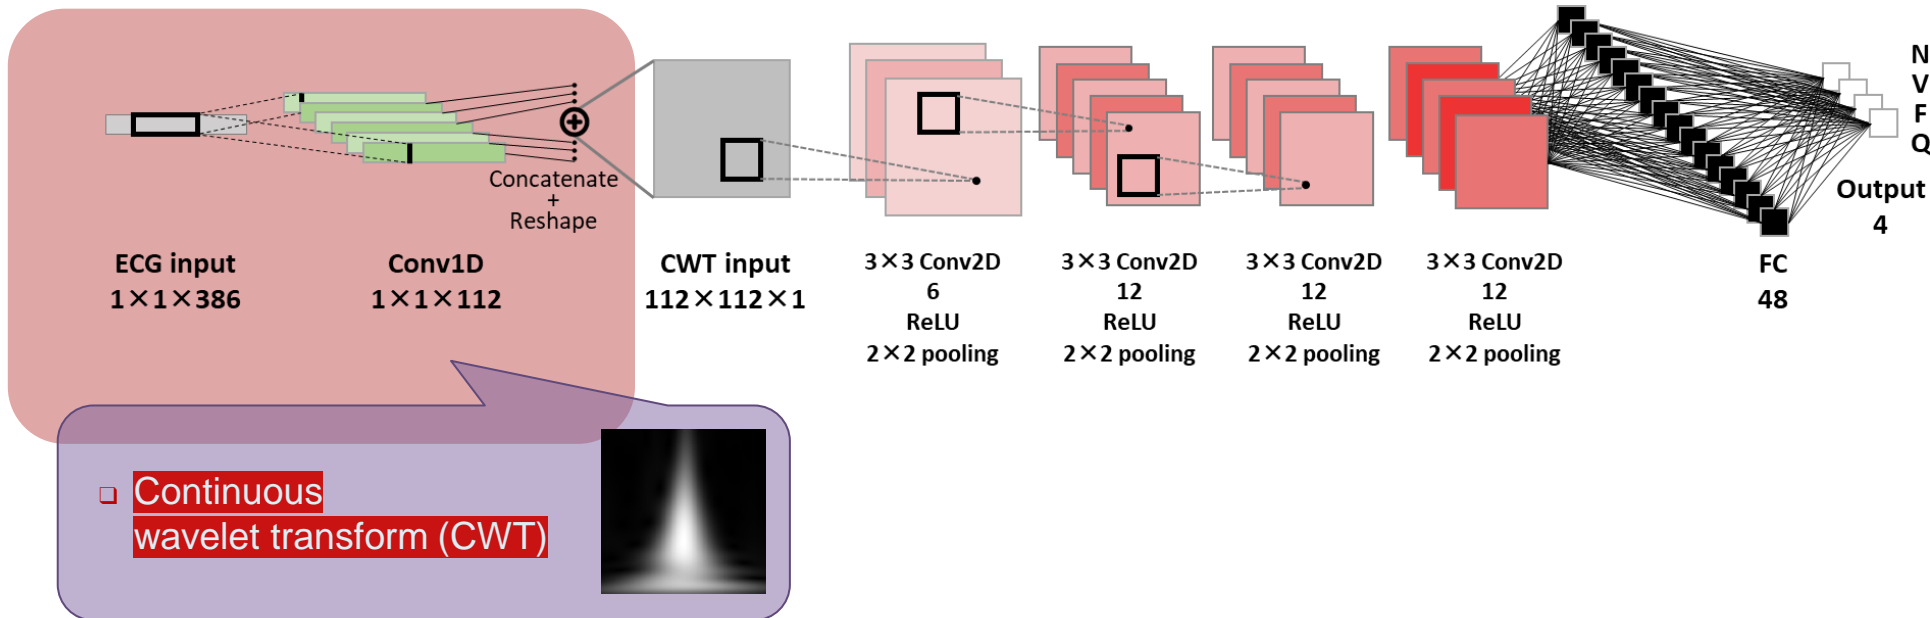 Concatenate
+
Reshape
ECG input
1×1×386
Conv1D
1×1×112
CWT input
112×112×1
3×3 Conv2D
6
ReLU
2×2 pooling
3×3 Conv2D
12
ReLU
2×2 pooling
3×3 Conv2D
12
ReLU
2×2 pooling
3×3 Conv2D
12
ReLU
2×2 pooling
FC
48
N
V
F
Q
Output
4
Continuous
wavelet transform (CWT)